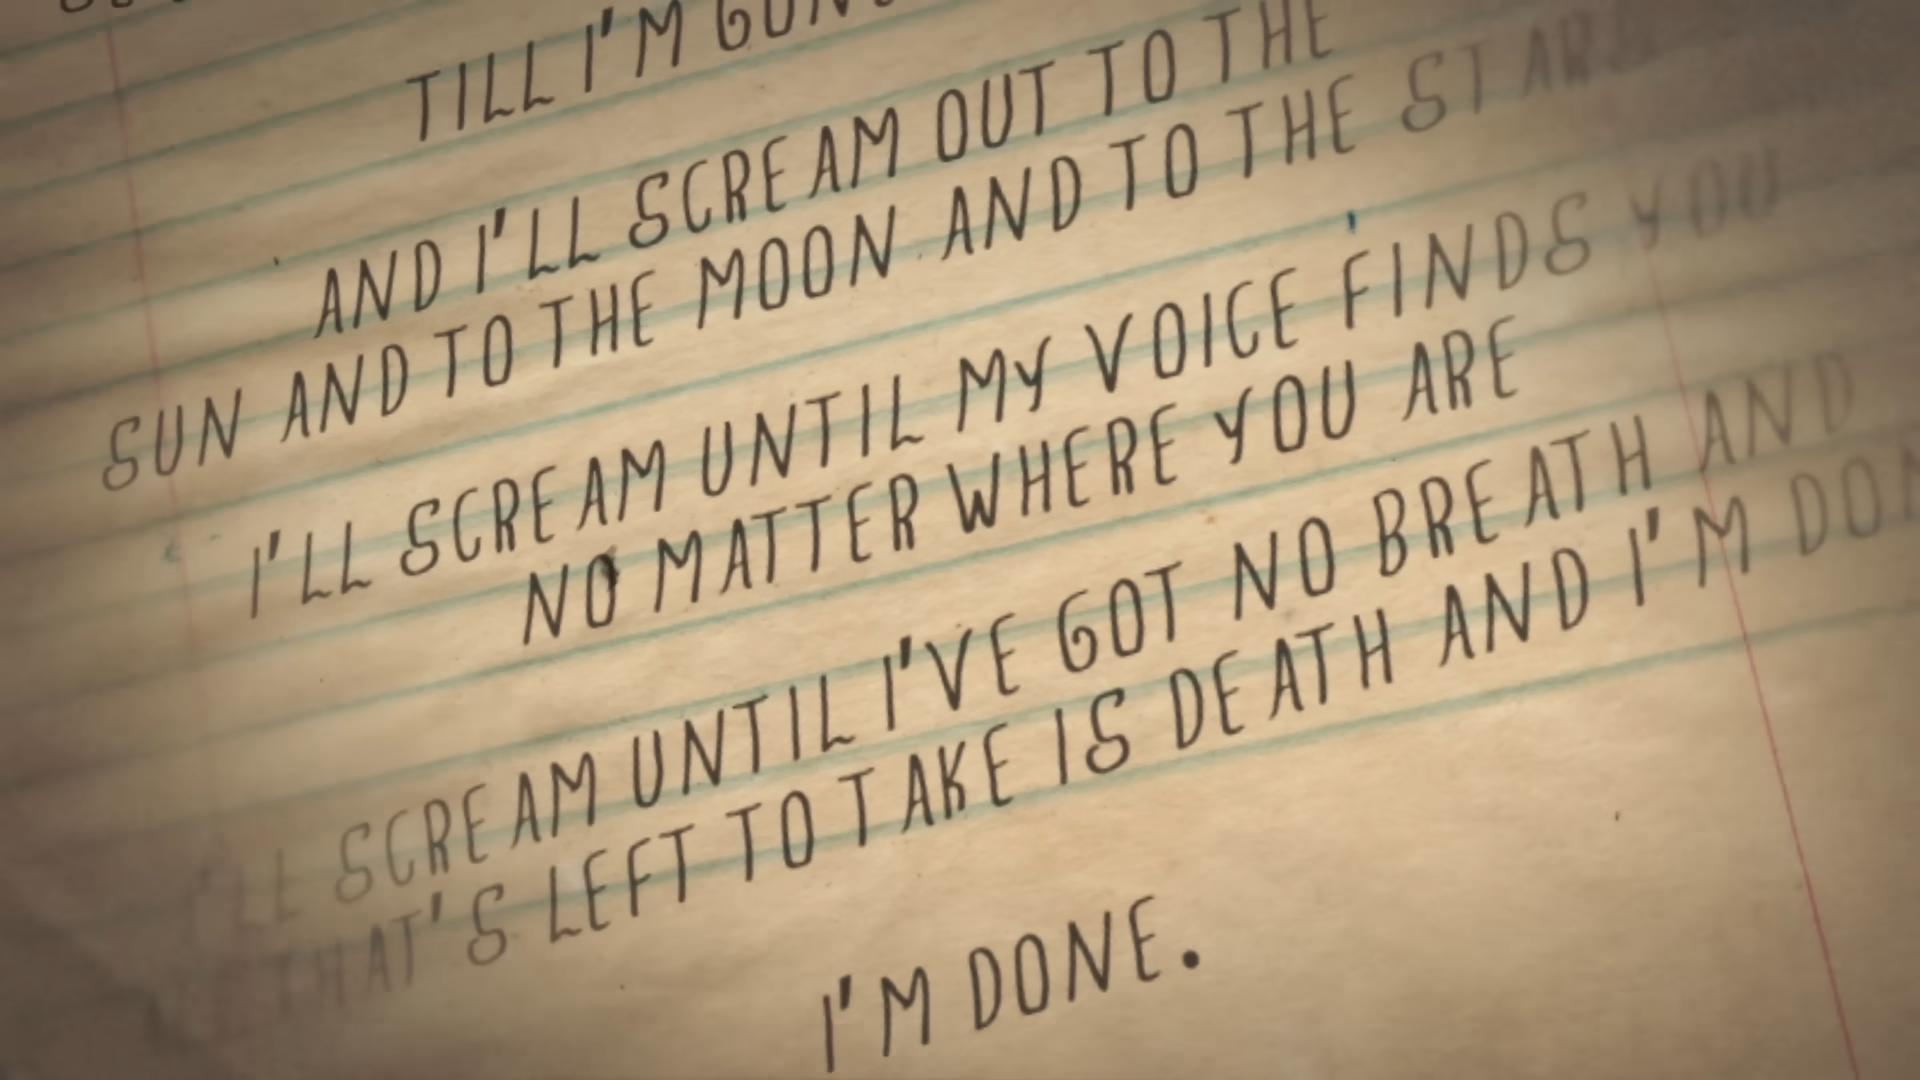 TILL I'M
AND I'LL SCREAM OUT TO THE
SUN AND TO THE MOON AND TO THE
I'LL SCREAM UNTIL MY VOICE FINDS YOU
NO MATTER WHERE YOU ARE
SCREAM UNTIL I'VE GOT NO BREATH AND
THAT'S LEFT TO TAKE IS DEATH AND I'M
I'M DONE.